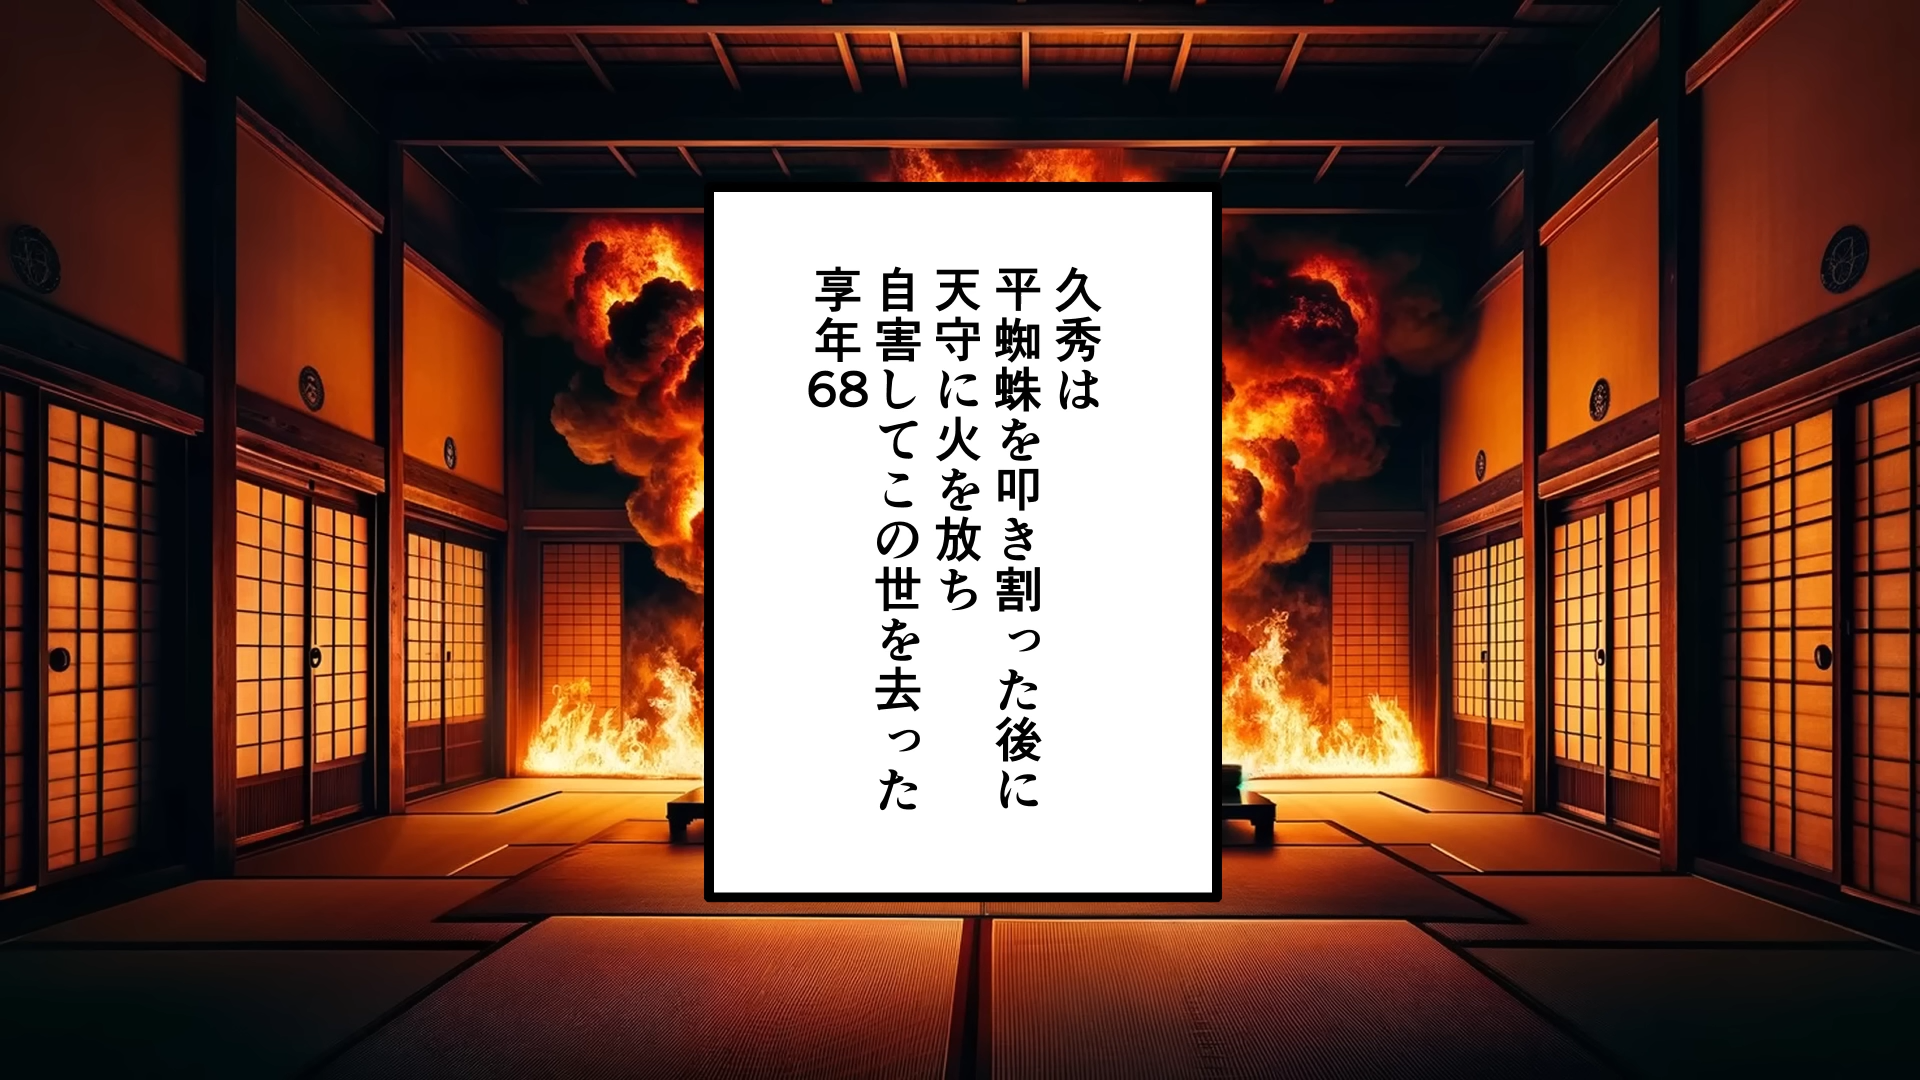 久秀は
平蜘蛛を叩き割った後に
天守に火を放ち
自害してこの世を去った
享年68